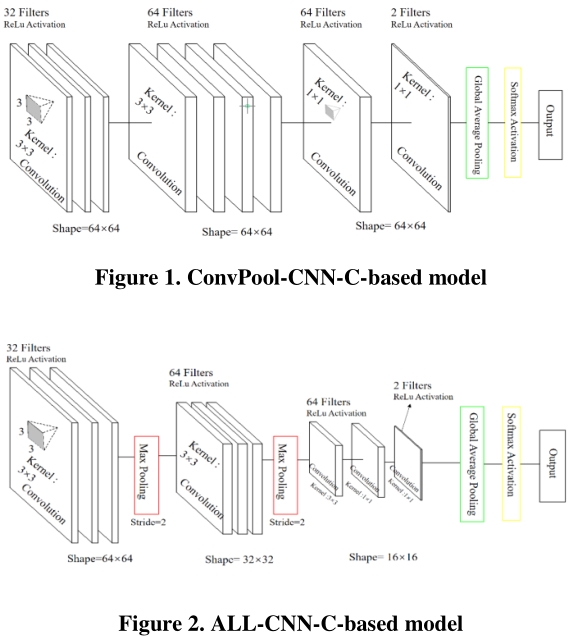 32 Filters
ReLu Activation
64 Filters
ReLu Activation
64 Filters
ReLu Activation
2 Filters
ReLu Activation
3
3
Kernel :
3×3
Convolution
Kernel :
3×3
Convolution
Kernel :
1×1
Convolution
Kernel :
1×1
Convolution
Global Average Pooling
Softmax Activation
Output
Shape=64×64
Shape= 64×64
Shape= 64×64
Figure 1. ConvPool-CNN-C-based model
32 Filters
ReLu Activation
64 Filters
ReLu Activation
64 Filters
ReLu Activation
2 Filters
ReLu Activation
3
3
Kernel :
3×3
Convolution
Max Pooling
Stride=2
Kernel :
3×3
Convolution
Max Pooling
Stride=2
Convolution
Kernel :3×1
Convolution
Kernel :1×1
Convolution
Kernel :1×1
Global Average Pooling
Softmax Activation
Output
Shape=64×64
Shape= 32×32
Shape= 16×16
Figure 2. ALL-CNN-C-based model